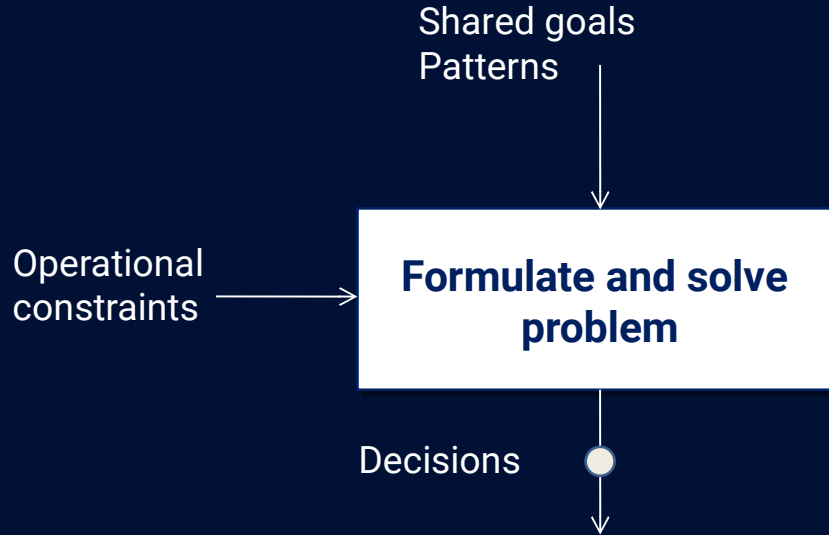 Shared goals
Patterns
Operational
constraints
Formulate and solve
problem
Decisions